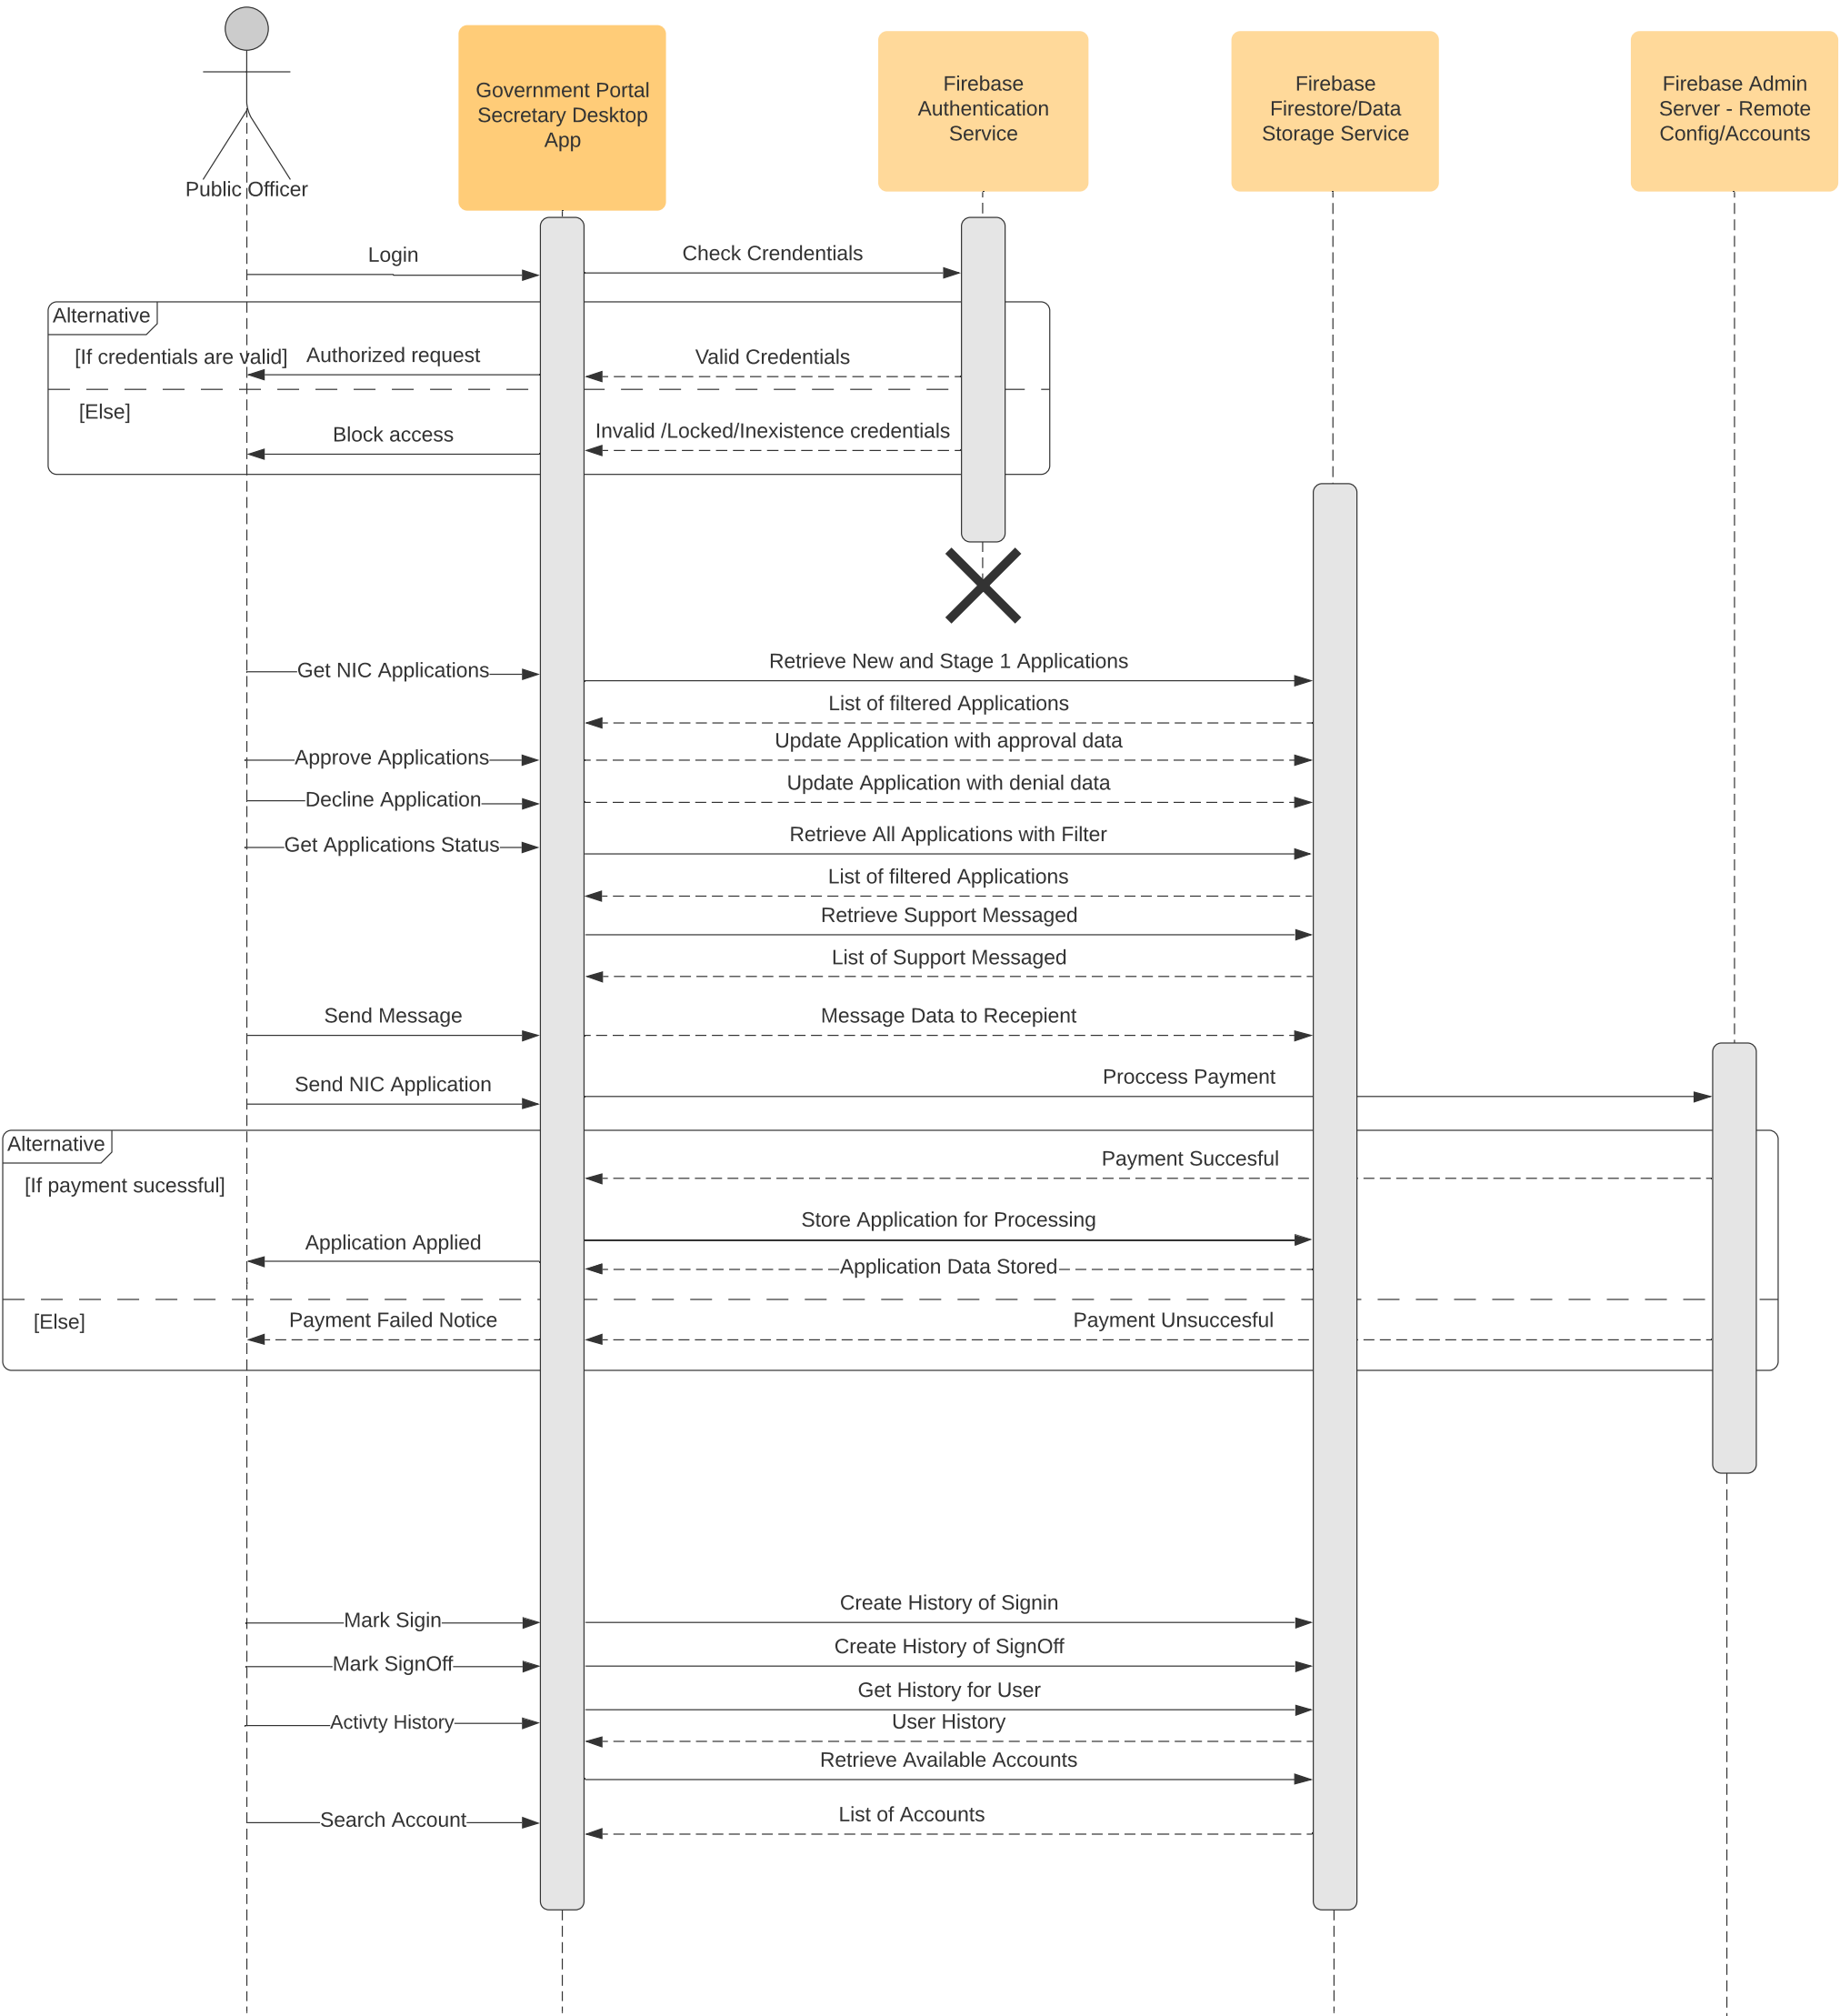 Public Officer
Government Portal
Secretary Desktop
App
Firebase
Authentication
Service
Firebase
Firestore/Data
Storage Service
Firebase Admin
Server - Remote
Config/Accounts
Login
Check Crendentials
Alternative
[If credentials are valid]
Authorized request
Valid Credentials
[Else]
Block access
Invalid /Locked/Inexistence credentials
Get NIC Applications
Retrieve New and Stage 1 Applications
List of filtered Applications
Approve Applications
Update Application with approval data
Decline Application
Update Application with denial data
Get Applications Status
Retrieve All Applications with Filter
List of filtered Applications
Retrieve Support Messaged
List of Support Messaged
Send Message
Message Data to Recepient
Send NIC Application
Proccess Payment
Alternative
[If payment sucessful]
Payment Succesful
Store Application for Processing
Application Applied
Application Data Stored
[Else]
Payment Failed Notice
Payment Unsuccesful
Mark Sigin
Create History of Signin
Mark SignOff
Create History of SignOff
Get History for User
Activty History
User History
Retrieve Available Accounts
Search Account
List of Accounts